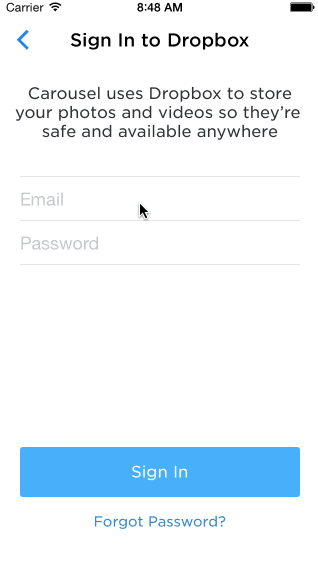 Carrier 8:48 AM
Sign In to Dropbox
Carousel uses Dropbox to store
your photos and videos so they're
safe and available anywhere
Email
Password
Sign In
Forgot Password?